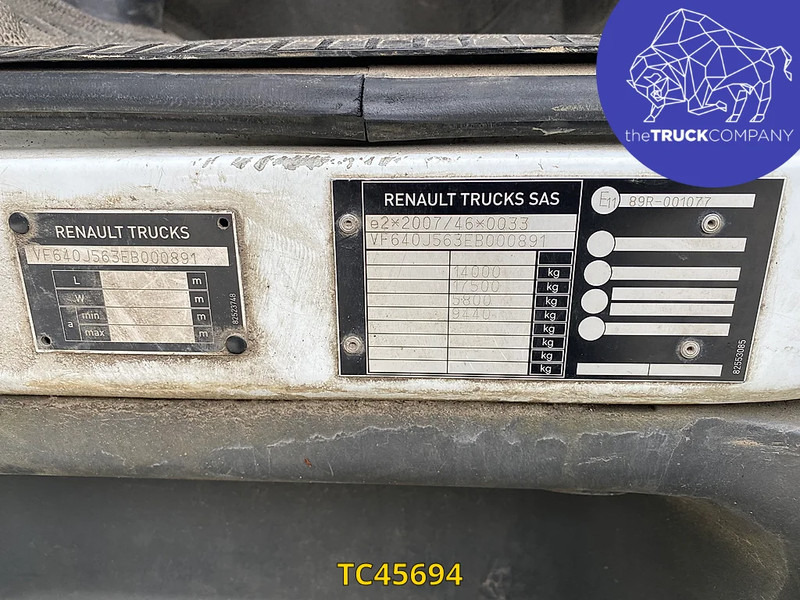 theTRUCKCOMPANY
RENAULT TRUCKS
VF640J563EB000891
L m
W m
a min m
max m
82523748
RENAULT TRUCKS SAS
e2*2007/46*0033
VF640J563EB000891
14000 kg
17500 kg
5800 kg
9440 kg
kg
kg
kg
kg
E11 89R-001077
82553085
TC45694